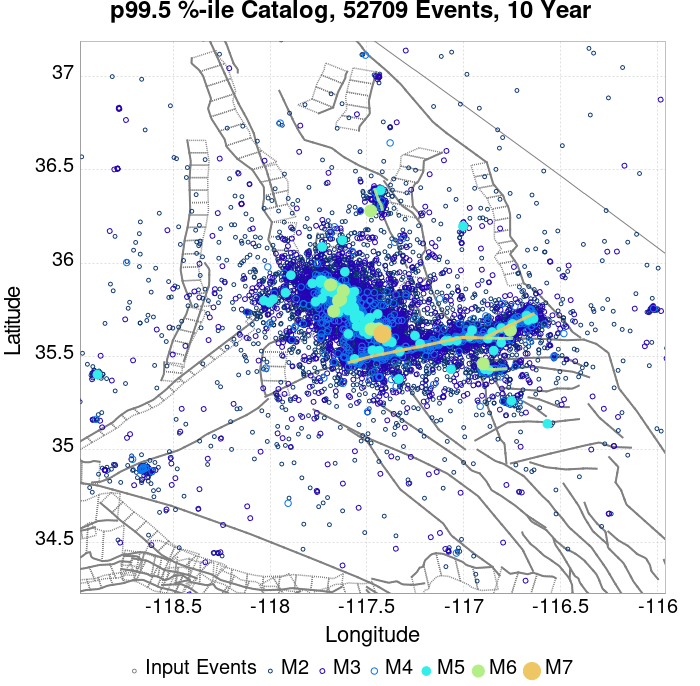 p99.5 %-ile Catalog, 52709 Events, 10 Year
37
36.5
36
35.5
35
34.5
Latitude
-118.5 -118 -117.5 -117 -116.5 -116
Longitude
Input Events M2 M3 M4 M5 M6 M7